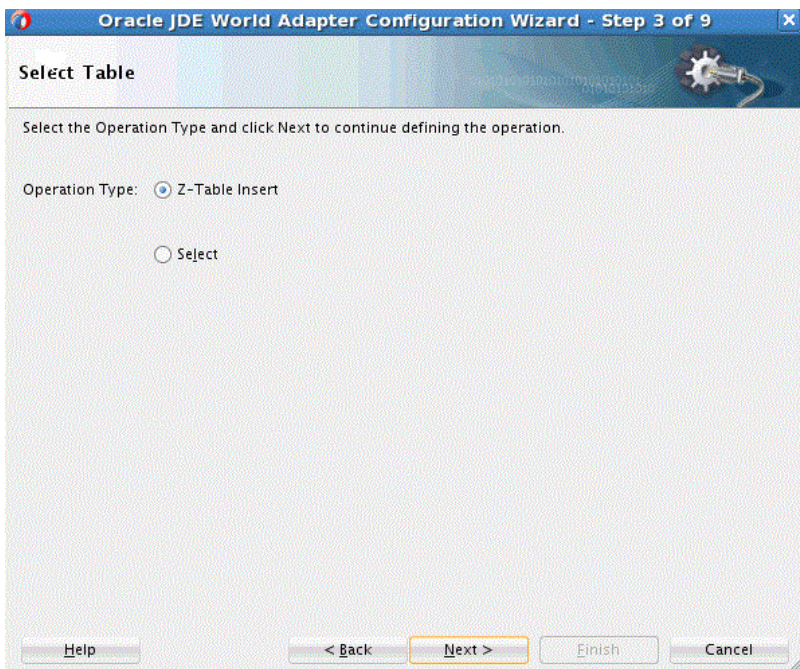 Oracle JDE World Adapter Configuration Wizard - Step 3 of 9
Select Table
Select the Operation Type and click Next to continue defining the operation.
Operation Type: Z-Table Insert
Select
Help < Back Next > Finish Cancel